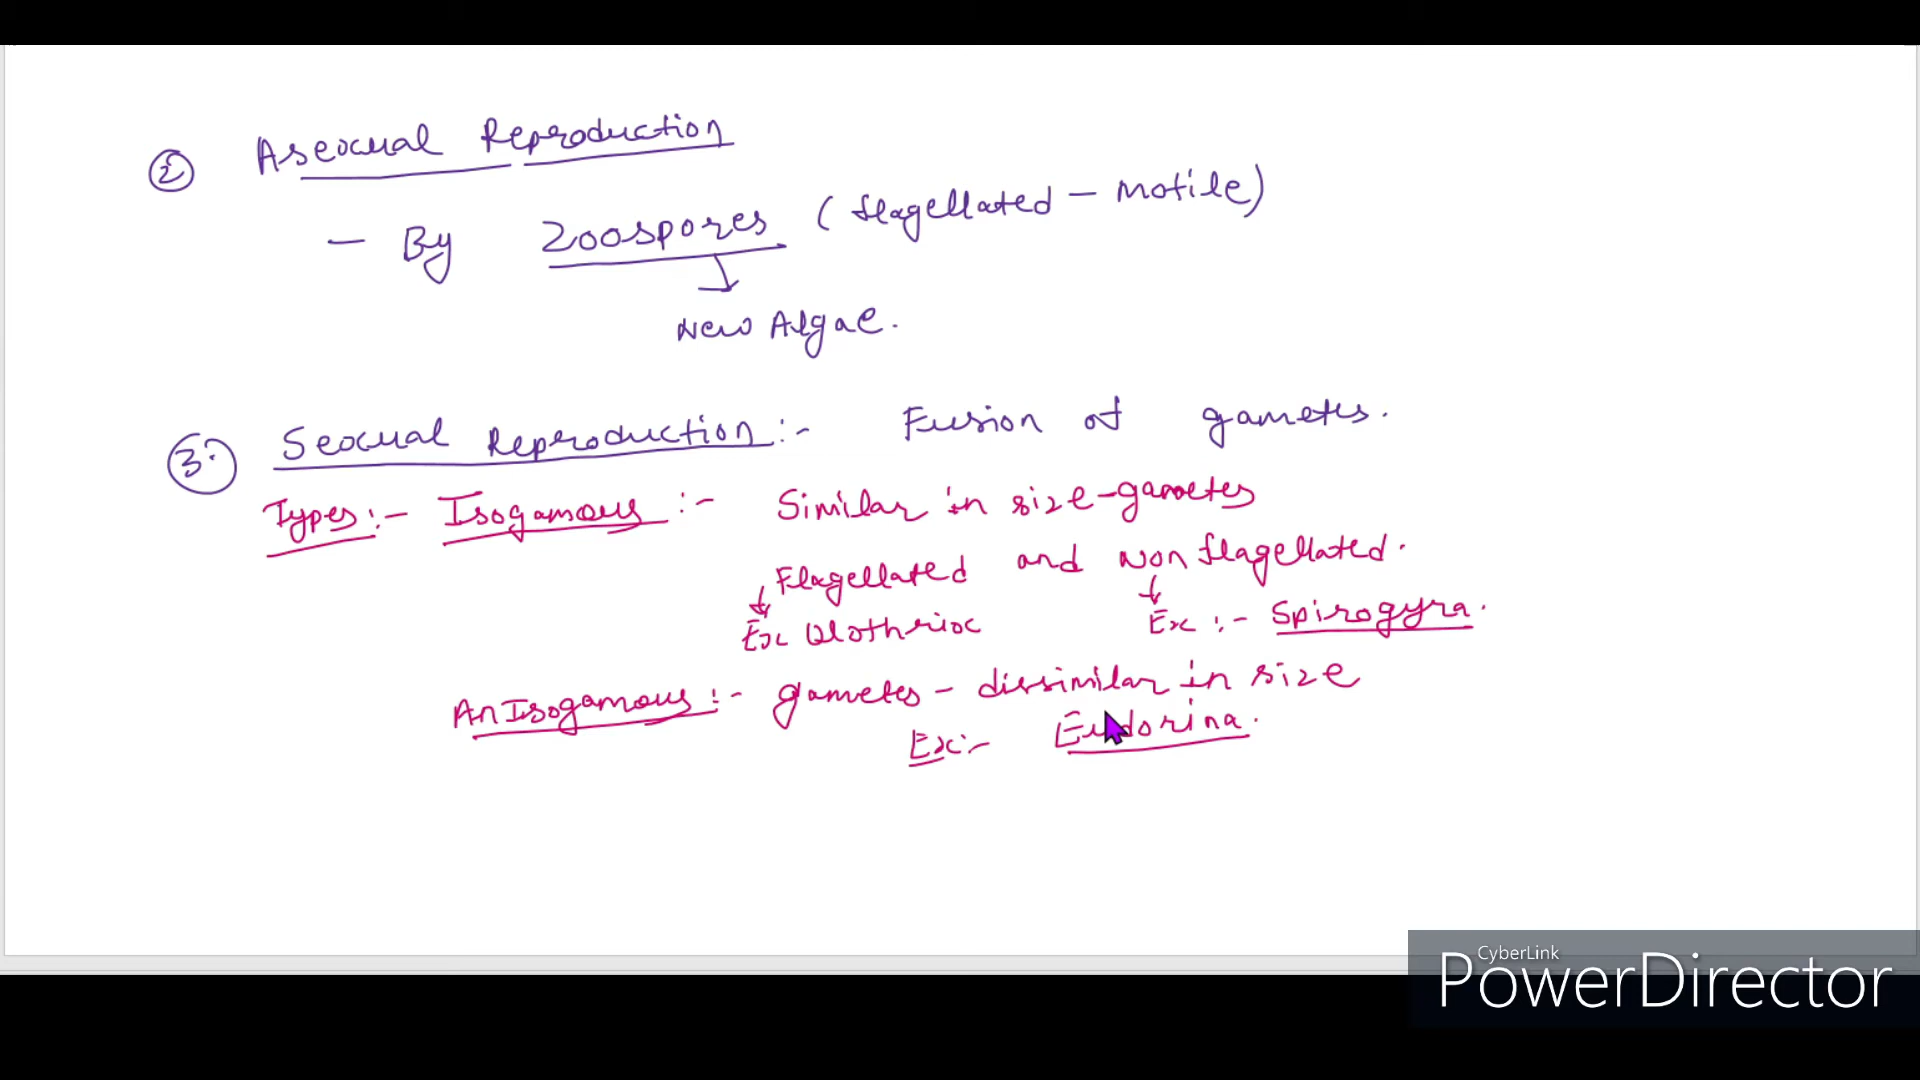 ② Asexual Reproduction
- By Zoospores (flagellated - motile)
New Algae.
③. Sexual Reproduction :- Fusion of gametes.
Types :- Isogamous :- Similar in size - gametes
Flagellated and Non flagellated.
Ex Ulothrix Ex :- Spirogyra.
AnIsogamous :- gametes - dissimilar in size
Ex :- Eudorina.
CyberLink
PowerDirector